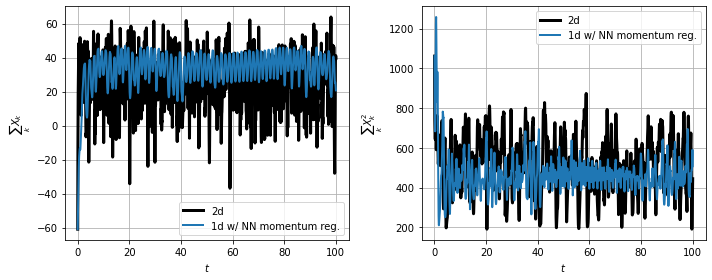 60
40
20
0
−20
−40
−60
∑ₖ Xₖ
0 20 40 60 80 100
t
2d
1d w/ NN momentum reg.
1200
1000
800
600
400
200
∑ₖ Xₖ²
0 20 40 60 80 100
t
2d
1d w/ NN momentum reg.